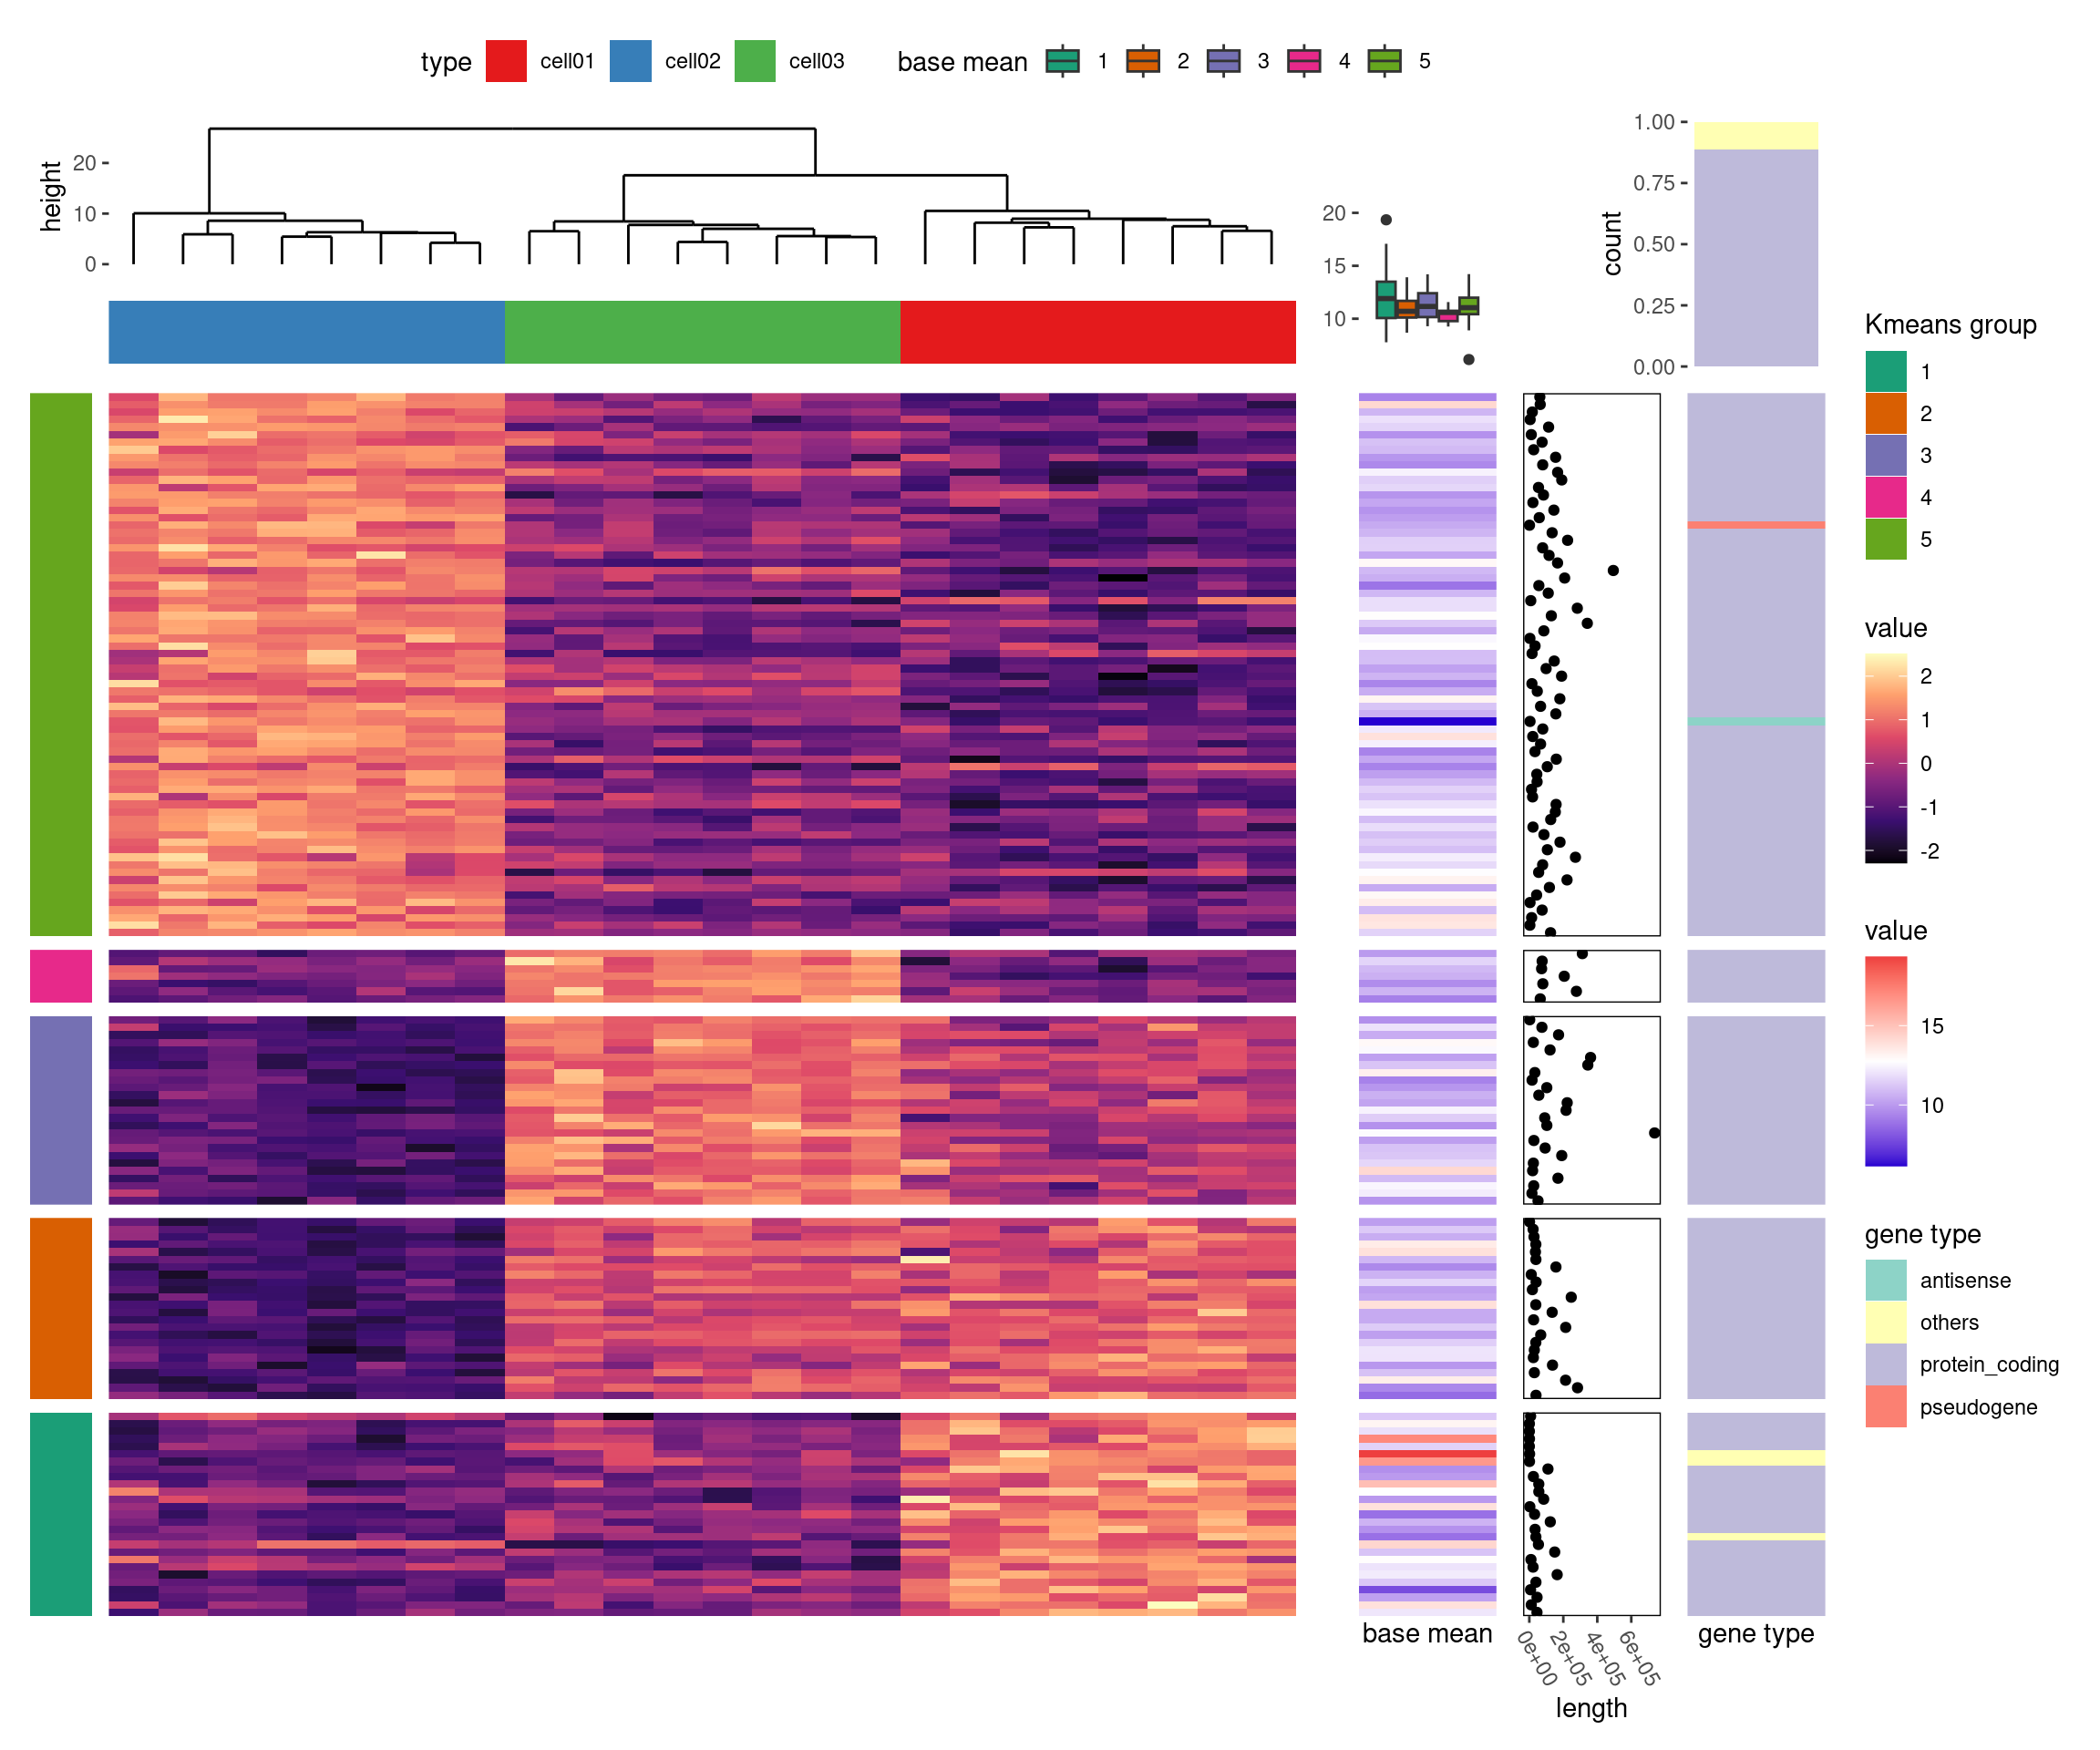 type cell01 cell02 cell03 base mean 1 2 3 4 5
height
20
10
0
20
15
10
count
1.00
0.75
0.50
0.25
0.00
Kmeans group
1
2
3
4
5
value
2
1
0
-1
-2
value
15
10
gene type
antisense
others
protein_coding
pseudogene
base mean
0e+00
2e+05
4e+05
6e+05
length
gene type